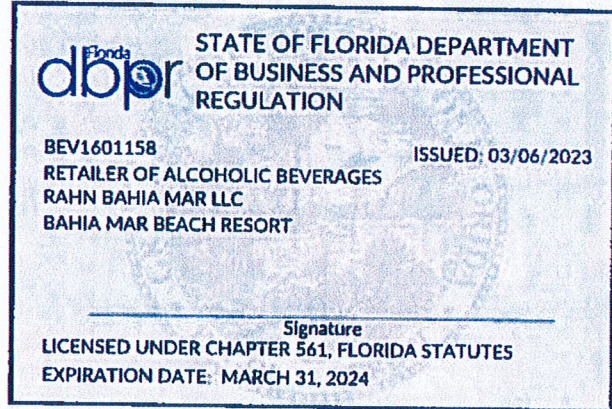 Florida
dbpr
STATE OF FLORIDA DEPARTMENT
OF BUSINESS AND PROFESSIONAL
REGULATION
BEV1601158 ISSUED: 03/06/2023
RETAILER OF ALCOHOLIC BEVERAGES
RAHN BAHIA MAR LLC
BAHIA MAR BEACH RESORT
Signature
LICENSED UNDER CHAPTER 561, FLORIDA STATUTES
EXPIRATION DATE: MARCH 31, 2024